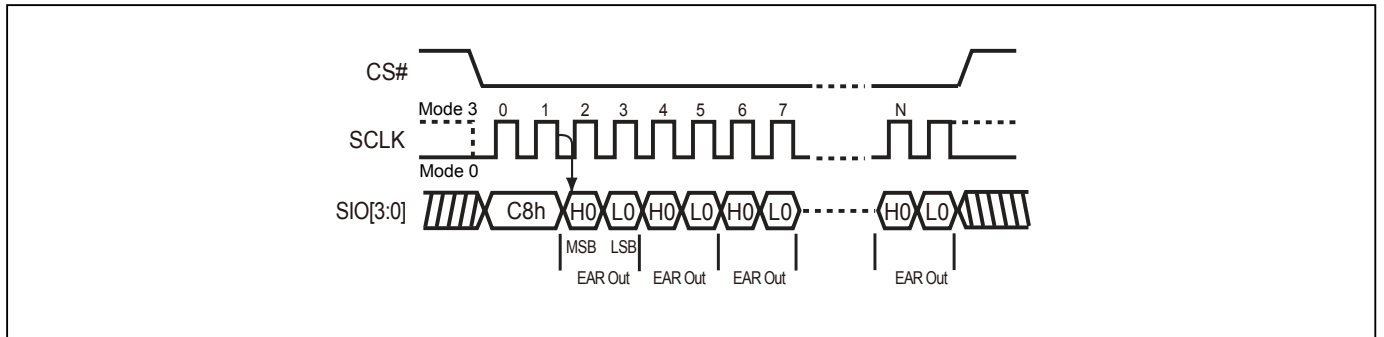 CS#
Mode 3 0 1 2 3 4 5 6 7 N
SCLK
Mode 0
SIO[3:0] C8h H0 L0 H0 L0 H0 L0 H0 L0
MSB LSB
EAR Out EAR Out EAR Out EAR Out